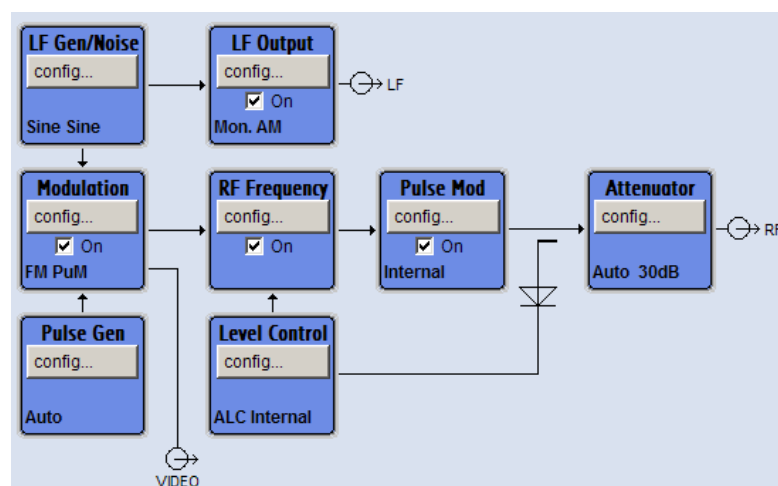 LF Gen/Noise
config...
Sine Sine
LF Output
config...
On
Mon. AM
LF
Modulation
config...
On
FM PuM
RF Frequency
config...
On
Pulse Mod
config...
On
Internal
Attenuator
config...
Auto 30dB
RF
Pulse Gen
config...
Auto
Level Control
config...
ALC Internal
VIDEO